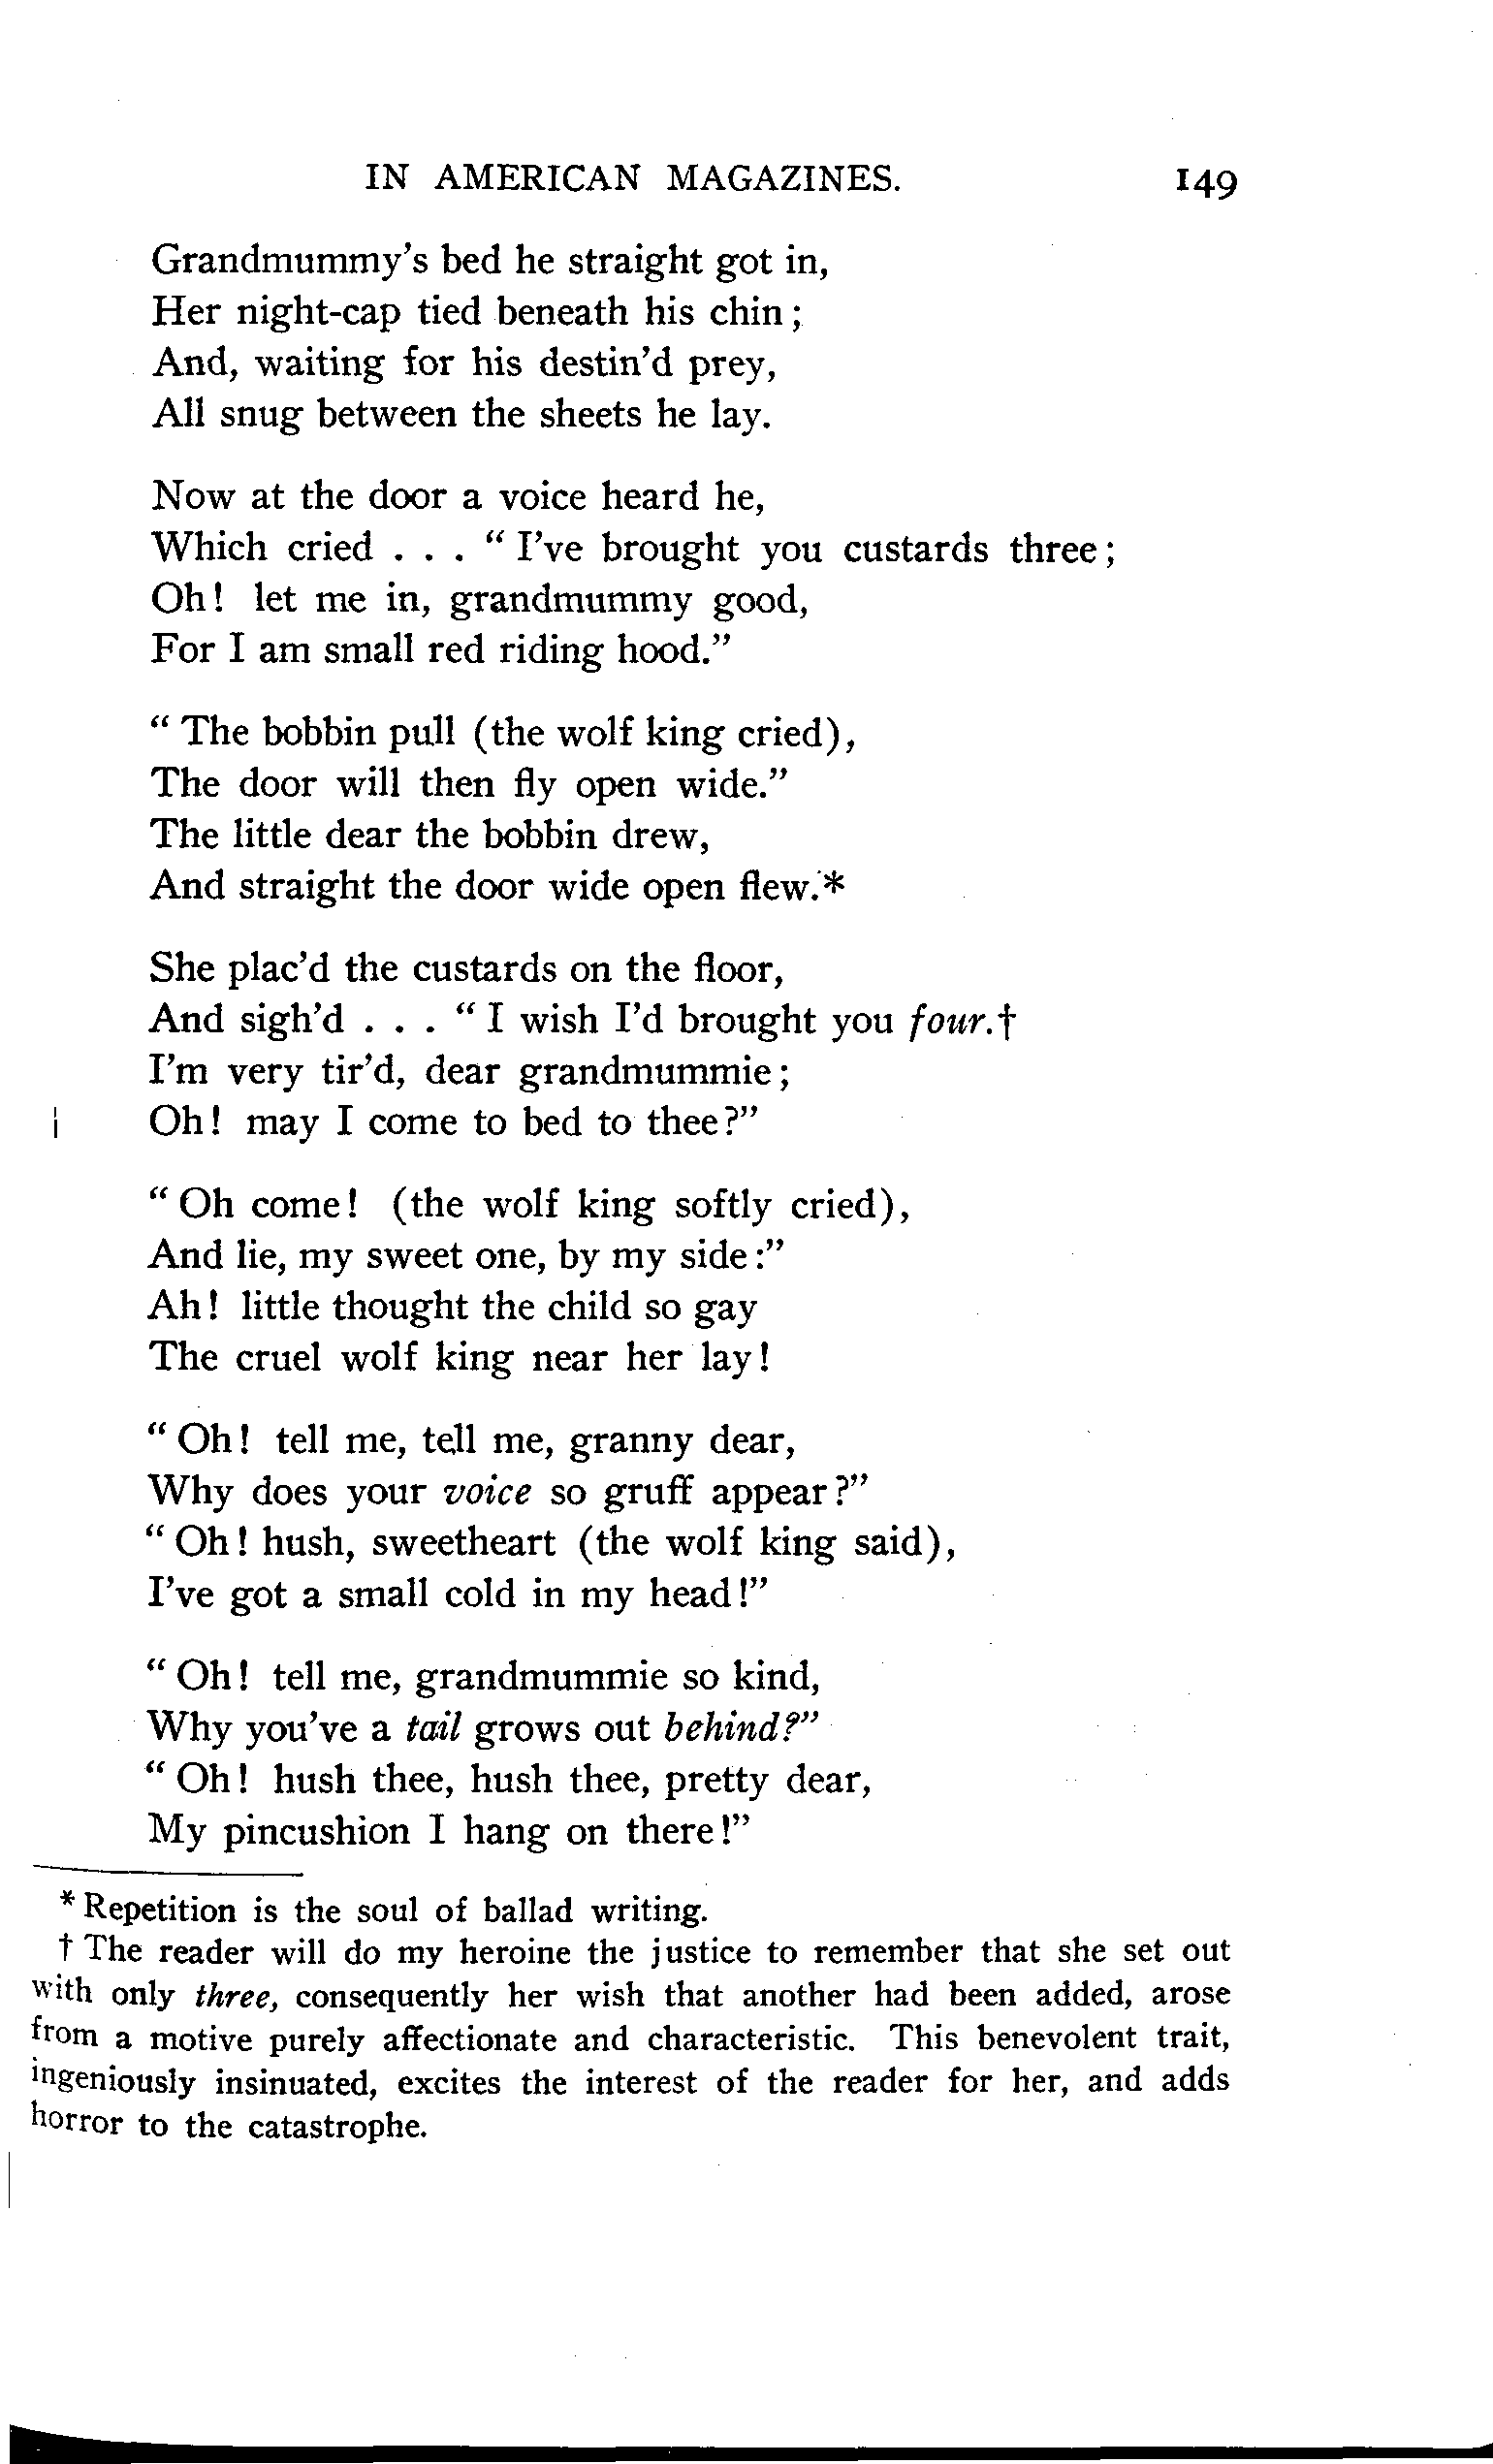 IN AMERICAN MAGAZINES. 149
Grandmummy's bed he straight got in,
Her night-cap tied beneath his chin;
And, waiting for his destin'd prey,
All snug between the sheets he lay.
Now at the door a voice heard he,
Which cried . . . “I've brought you custards three;
Oh! let me in, grandmummy good,
For I am small red riding hood.”
“The bobbin pull (the wolf king cried),
The door will then fly open wide.”
The little dear the bobbin drew,
And straight the door wide open flew.*
She plac'd the custards on the floor,
And sigh'd . . . “I wish I'd brought you four.†
I'm very tir'd, dear grandmummie;
Oh! may I come to bed to thee?”
“Oh come! (the wolf king softly cried),
And lie, my sweet one, by my side:”
Ah! little thought the child so gay
The cruel wolf king near her lay!
“Oh! tell me, tell me, granny dear,
Why does your voice so gruff appear?”
“Oh! hush, sweetheart (the wolf king said),
I've got a small cold in my head!”
“Oh! tell me, grandmummie so kind,
Why you've a tail grows out behind?”
“Oh! hush thee, hush thee, pretty dear,
My pincushion I hang on there!”
* Repetition is the soul of ballad writing.
† The reader will do my heroine the justice to remember that she set out
with only three, consequently her wish that another had been added, arose
from a motive purely affectionate and characteristic. This benevolent trait,
ingeniously insinuated, excites the interest of the reader for her, and adds
horror to the catastrophe.